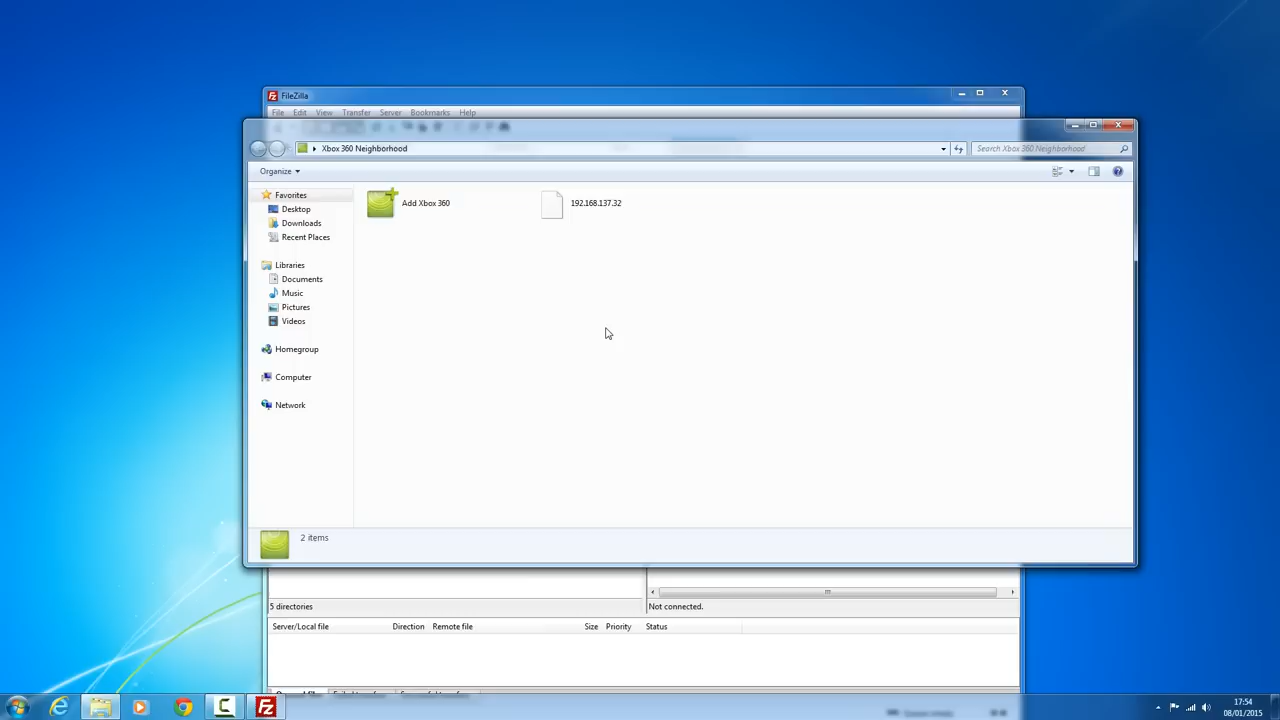 FileZilla
File Edit View Transfer Server Bookmarks Help
Xbox 360 Neighborhood
Search Xbox 360 Neighborhood
Organize
Favorites
Desktop
Downloads
Recent Places
Libraries
Documents
Music
Pictures
Videos
Homegroup
Computer
Network
Add Xbox 360
192.168.137.32
2 items
5 directories
Not connected.
Server/Local file Direction Remote file Size Priority Status
17:54
08/01/2015